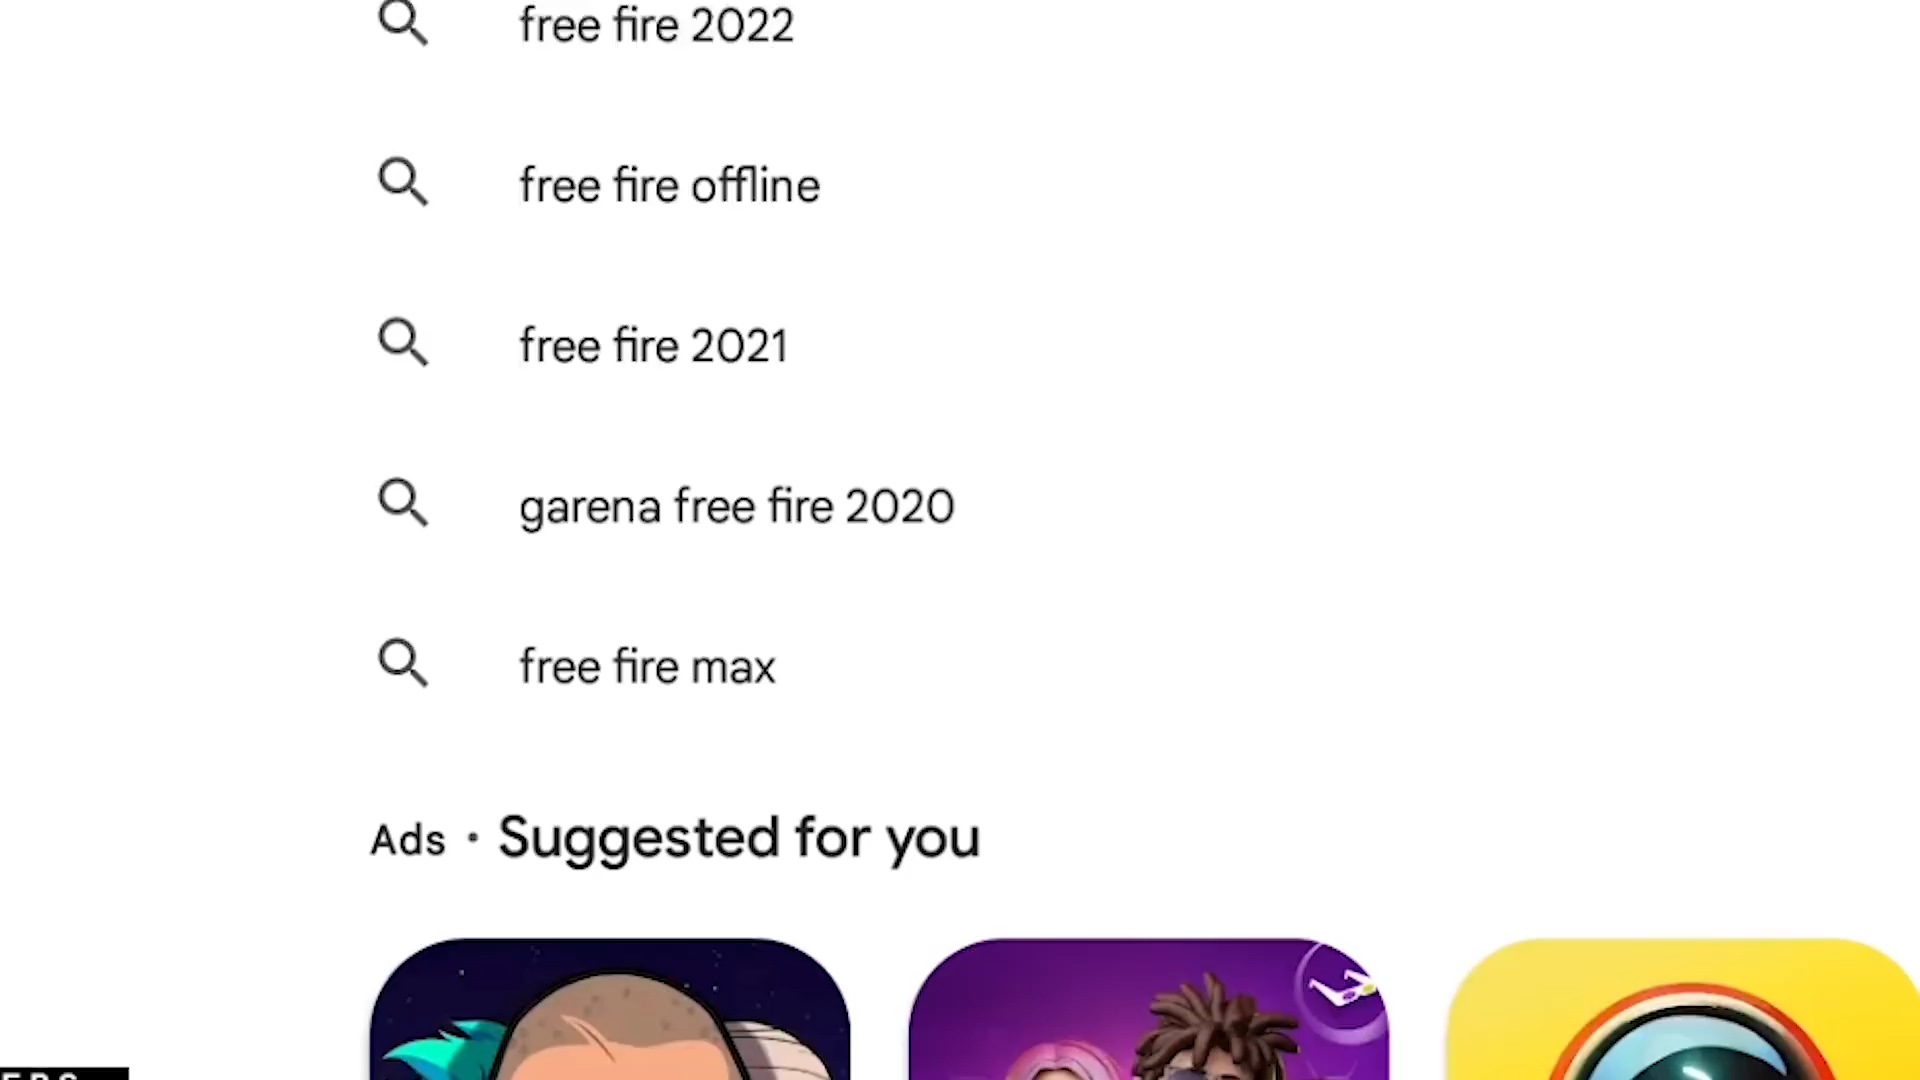 free fire 2022
free fire offline
free fire 2021
garena free fire 2020
free fire max
Ads · Suggested for you